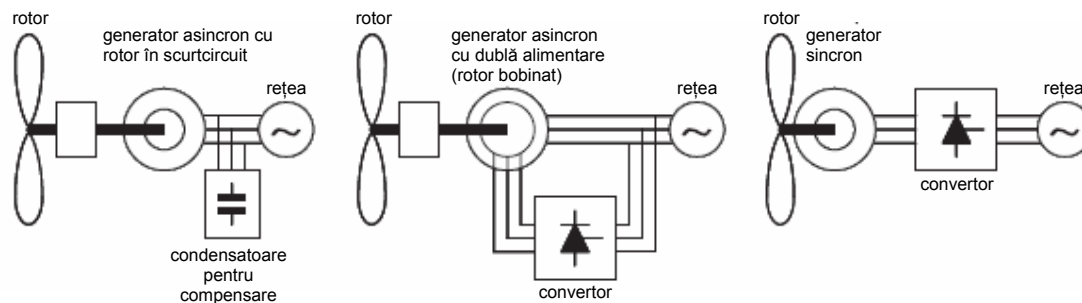 rotor
generator asincron cu
rotor în scurtcircuit
rețea
condensatoare
pentru
compensare
rotor
generator asincron
cu dublă alimentare
(rotor bobinat)
rețea
convertor
rotor
generator
sincron
rețea
convertor